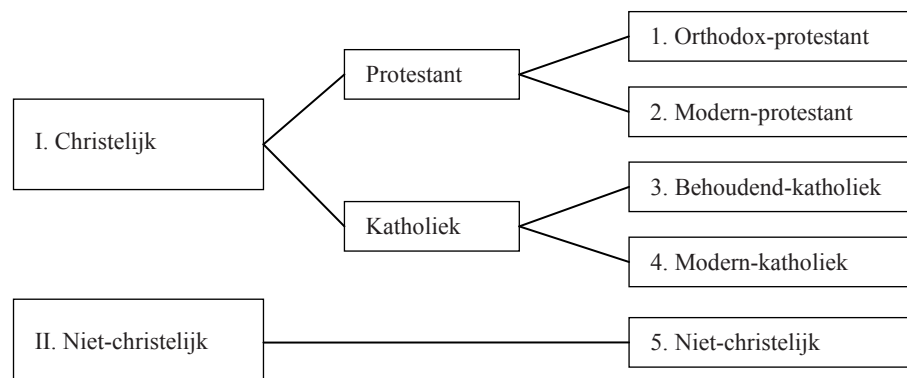 I. Christelijk
Protestant
1. Orthodox-protestant
2. Modern-protestant
Katholiek
3. Behoudend-katholiek
4. Modern-katholiek
II. Niet-christelijk
5. Niet-christelijk